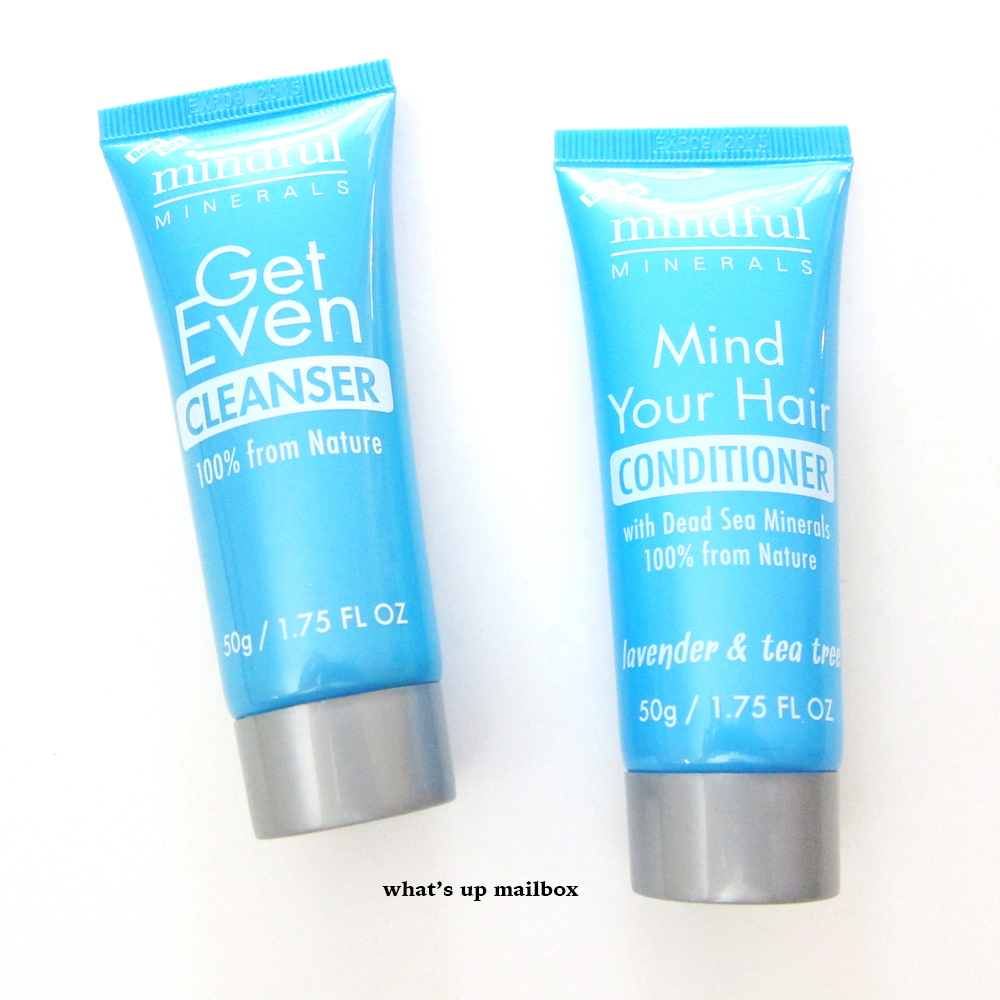 EXP09 2015
Dead Sea
mindful
MINERALS
Get
Even
CLEANSER
100% from Nature
50g / 1.75 FL OZ
EXP09 2015
mindful
MINERALS
Mind
Your Hair
CONDITIONER
with Dead Sea Minerals
100% from Nature
lavender & tea tree
50g / 1.75 FL OZ
what's up mailbox